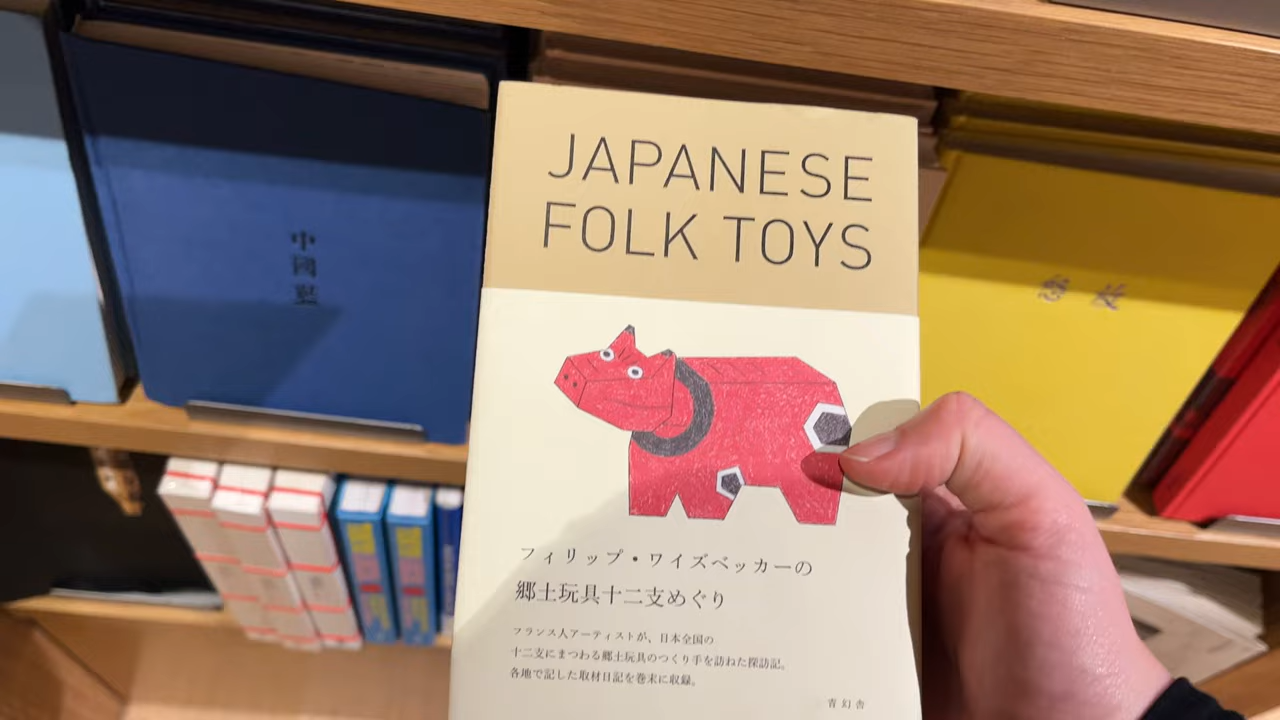 JAPANESE
FOLK TOYS
フィリップ・ワイズベッカーの
郷土玩具十二支めぐり
フランス人アーティストが、日本全国の
十二支にまつわる郷土玩具のつくり手を訪ねた探訪記。
各地で記した取材日記を巻末に収録。
青幻舎
中國